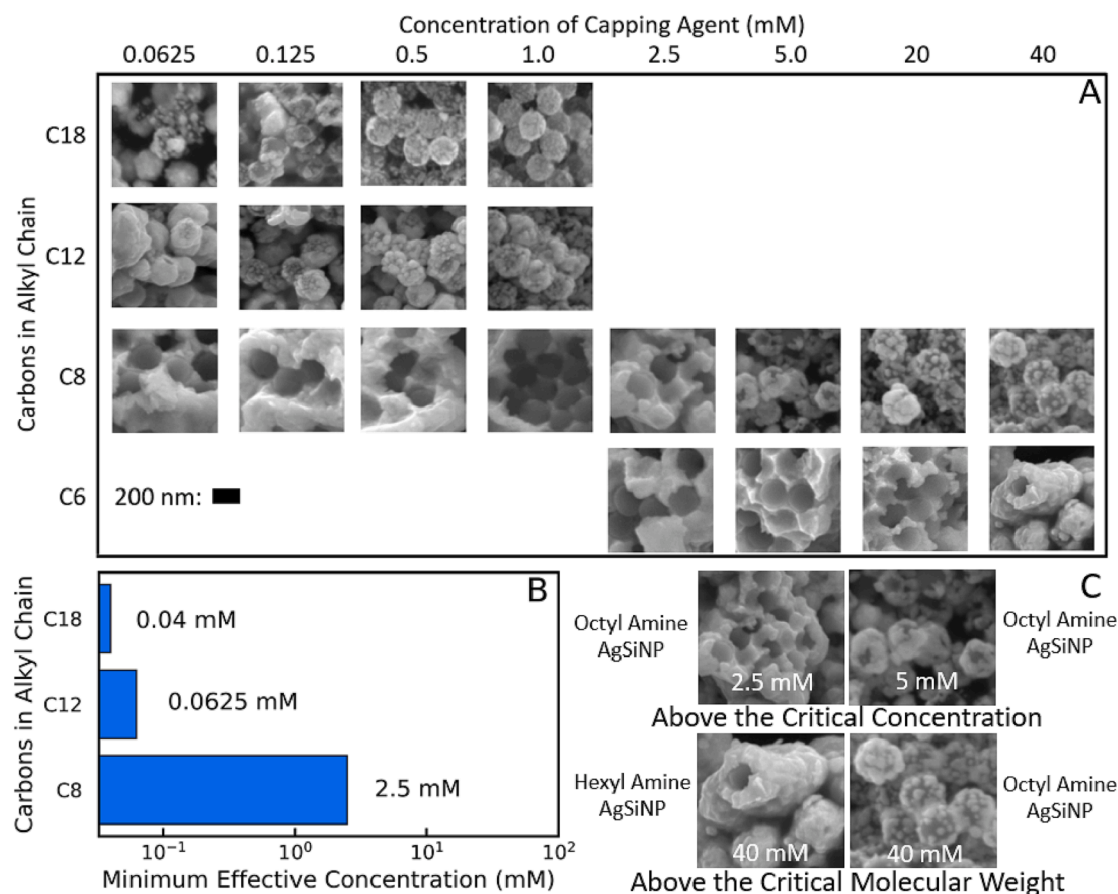 Concentration of Capping Agent (mM)
0.0625 0.125 0.5 1.0 2.5 5.0 20 40
A
Carbons in Alkyl Chain
C18
C12
C8
C6
200 nm:
B
Carbons in Alkyl Chain
C18
0.04 mM
C12
0.0625 mM
C8
2.5 mM
10⁻¹ 10⁰ 10¹ 10²
Minimum Effective Concentration (mM)
C
Octyl Amine
AgSiNP
2.5 mM
5 mM
Octyl Amine
AgSiNP
Above the Critical Concentration
Hexyl Amine
AgSiNP
40 mM
40 mM
Octyl Amine
AgSiNP
Above the Critical Molecular Weight